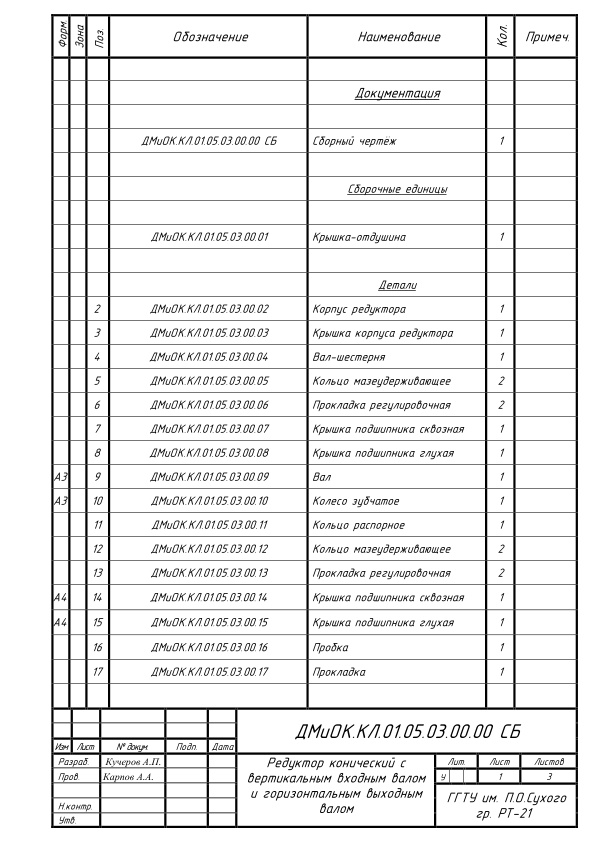 Форм. Зона Поз. Обозначение Наименование Кол. Примеч.
Документация
ДМиОК.КЛ.01.05.03.00.00 СБ Сборный чертёж 1
Сборочные единицы
ДМиОК.КЛ.01.05.03.00.01 Крышка-отдушина 1
Детали
2 ДМиОК.КЛ.01.05.03.00.02 Корпус редуктора 1
3 ДМиОК.КЛ.01.05.03.00.03 Крышка корпуса редуктора 1
4 ДМиОК.КЛ.01.05.03.00.04 Вал-шестерня 1
5 ДМиОК.КЛ.01.05.03.00.05 Кольцо мазеудерживающее 2
6 ДМиОК.КЛ.01.05.03.00.06 Прокладка регулировочная 2
7 ДМиОК.КЛ.01.05.03.00.07 Крышка подшипника сквозная 1
8 ДМиОК.КЛ.01.05.03.00.08 Крышка подшипника глухая 1
А3 9 ДМиОК.КЛ.01.05.03.00.09 Вал 1
А3 10 ДМиОК.КЛ.01.05.03.00.10 Колесо зубчатое 1
11 ДМиОК.КЛ.01.05.03.00.11 Кольцо распорное 1
12 ДМиОК.КЛ.01.05.03.00.12 Кольцо мазеудерживающее 2
13 ДМиОК.КЛ.01.05.03.00.13 Прокладка регулировочная 2
А4 14 ДМиОК.КЛ.01.05.03.00.14 Крышка подшипника сквозная 1
А4 15 ДМиОК.КЛ.01.05.03.00.15 Крышка подшипника глухая 1
16 ДМиОК.КЛ.01.05.03.00.16 Пробка 1
17 ДМиОК.КЛ.01.05.03.00.17 Прокладка 1
ДМиОК.КЛ.01.05.03.00.00 СБ
Изм Лист № докум. Подп. Дата
Разраб. Кучеров А.П.
Пров. Карпов А.А.
Н.контр.
Утв.
Редуктор конический с
вертикальным входным валом
и горизонтальным выходным
валом
Лит. Лист Листов
У 1 3
ГГТУ им. П.О.Сухого
гр. РТ-21